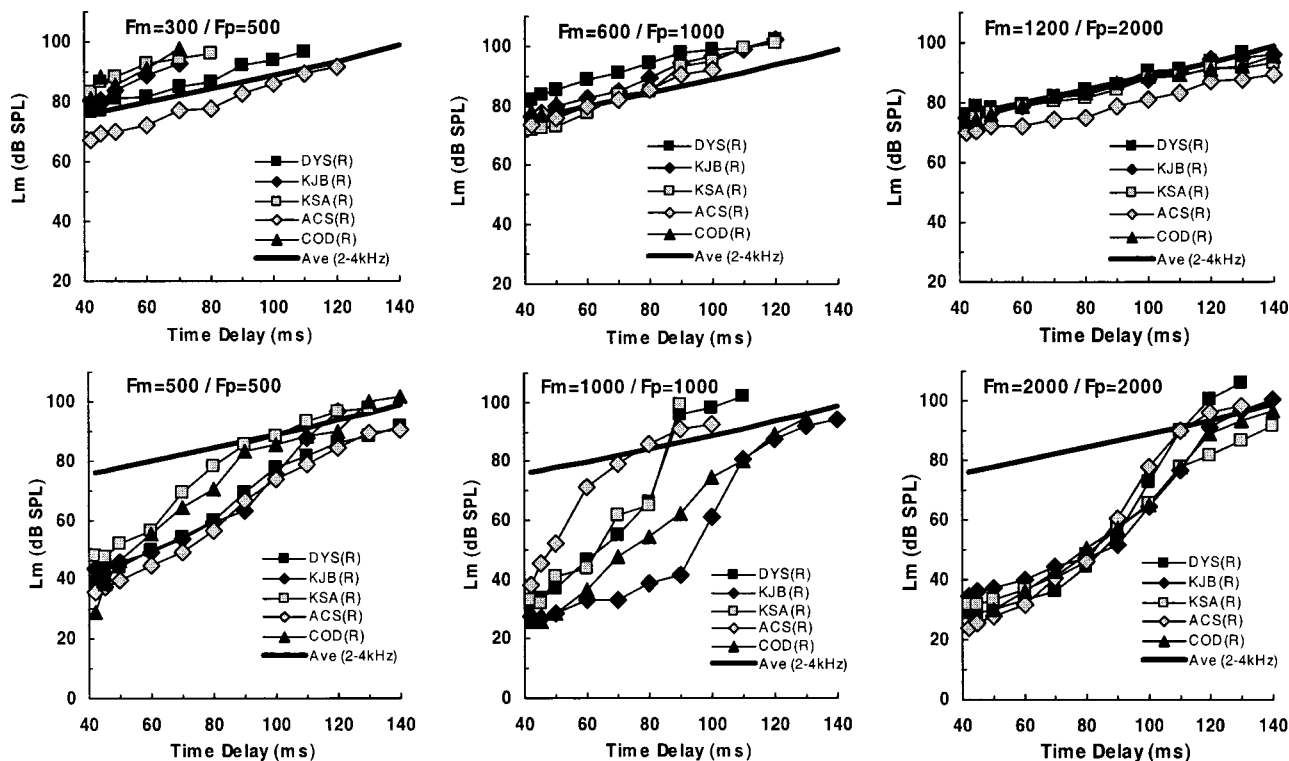 Fm=300 / Fp=500
Lm (dB SPL)
100
80
60
40
20
DYS(R)
KJB(R)
KSA(R)
ACS(R)
COD(R)
Ave (2-4kHz)
40 60 80 100 120 140
Time Delay (ms)
Fm=600 / Fp=1000
Lm (dB SPL)
100
80
60
40
20
DYS(R)
KJB(R)
KSA(R)
ACS(R)
COD(R)
Ave (2-4kHz)
40 60 80 100 120 140
Time Delay (ms)
Fm=1200 / Fp=2000
Lm (dB SPL)
100
80
60
40
20
DYS(R)
KJB(R)
KSA(R)
ACS(R)
COD(R)
Ave (2-4kHz)
40 60 80 100 120 140
Time Delay (ms)
Fm=500 / Fp=500
Lm (dB SPL)
100
80
60
40
20
0
DYS(R)
KJB(R)
KSA(R)
ACS(R)
COD(R)
Ave (2-4kHz)
40 60 80 100 120 140
Time Delay (ms)
Fm=1000 / Fp=1000
Lm (dB SPL)
100
80
60
40
20
0
DYS(R)
KJB(R)
KSA(R)
ACS(R)
COD(R)
Ave (2-4kHz)
40 60 80 100 120 140
Time Delay (ms)
Fm=2000 / Fp=2000
Lm (dB SPL)
100
80
60
40
20
0
DYS(R)
KJB(R)
KSA(R)
ACS(R)
COD(R)
Ave (2-4kHz)
40 60 80 100 120 140
Time Delay (ms)